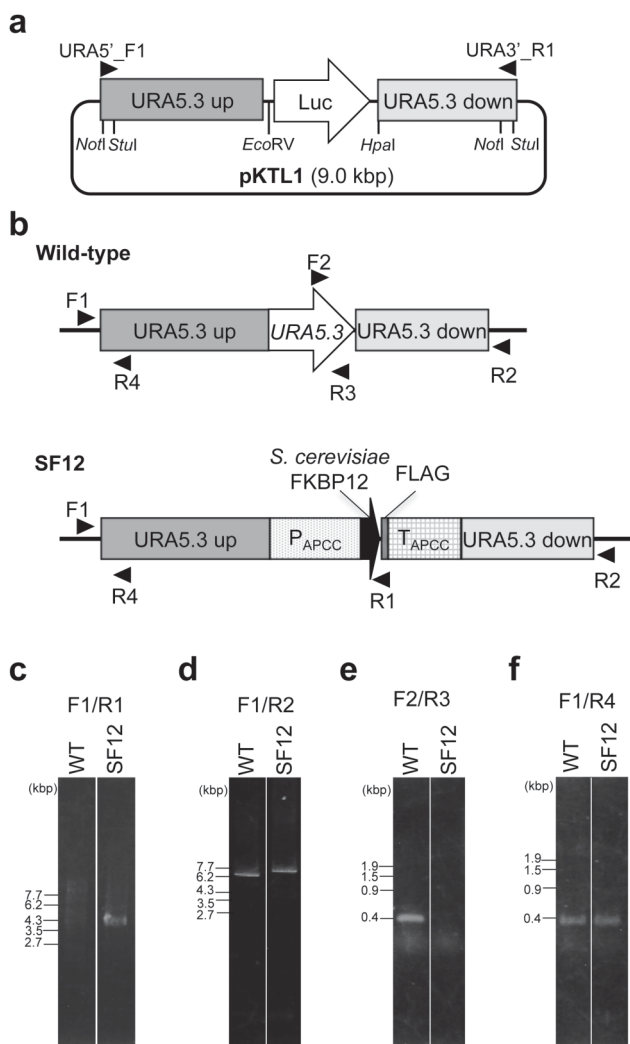 a
URA5'_F1
URA3'_R1
URA5.3 up
Luc
URA5.3 down
NotI StuI
EcoRV
HpaI
NotI StuI
pKTL1 (9.0 kbp)
b
Wild-type
F2
F1
URA5.3 up
URA5.3
URA5.3 down
R4
R3
R2
SF12
S. cerevisiae
FKBP12
FLAG
F1
URA5.3 up
PAPCC
TAPCC
URA5.3 down
R4
R1
R2
c
F1/R1
WT
SF12
(kbp)
7.7
6.2
4.3
3.5
2.7
d
F1/R2
WT
SF12
(kbp)
7.7
6.2
4.3
3.5
2.7
e
F2/R3
WT
SF12
(kbp)
1.9
1.5
0.9
0.4
f
F1/R4
WT
SF12
(kbp)
1.9
1.5
0.9
0.4